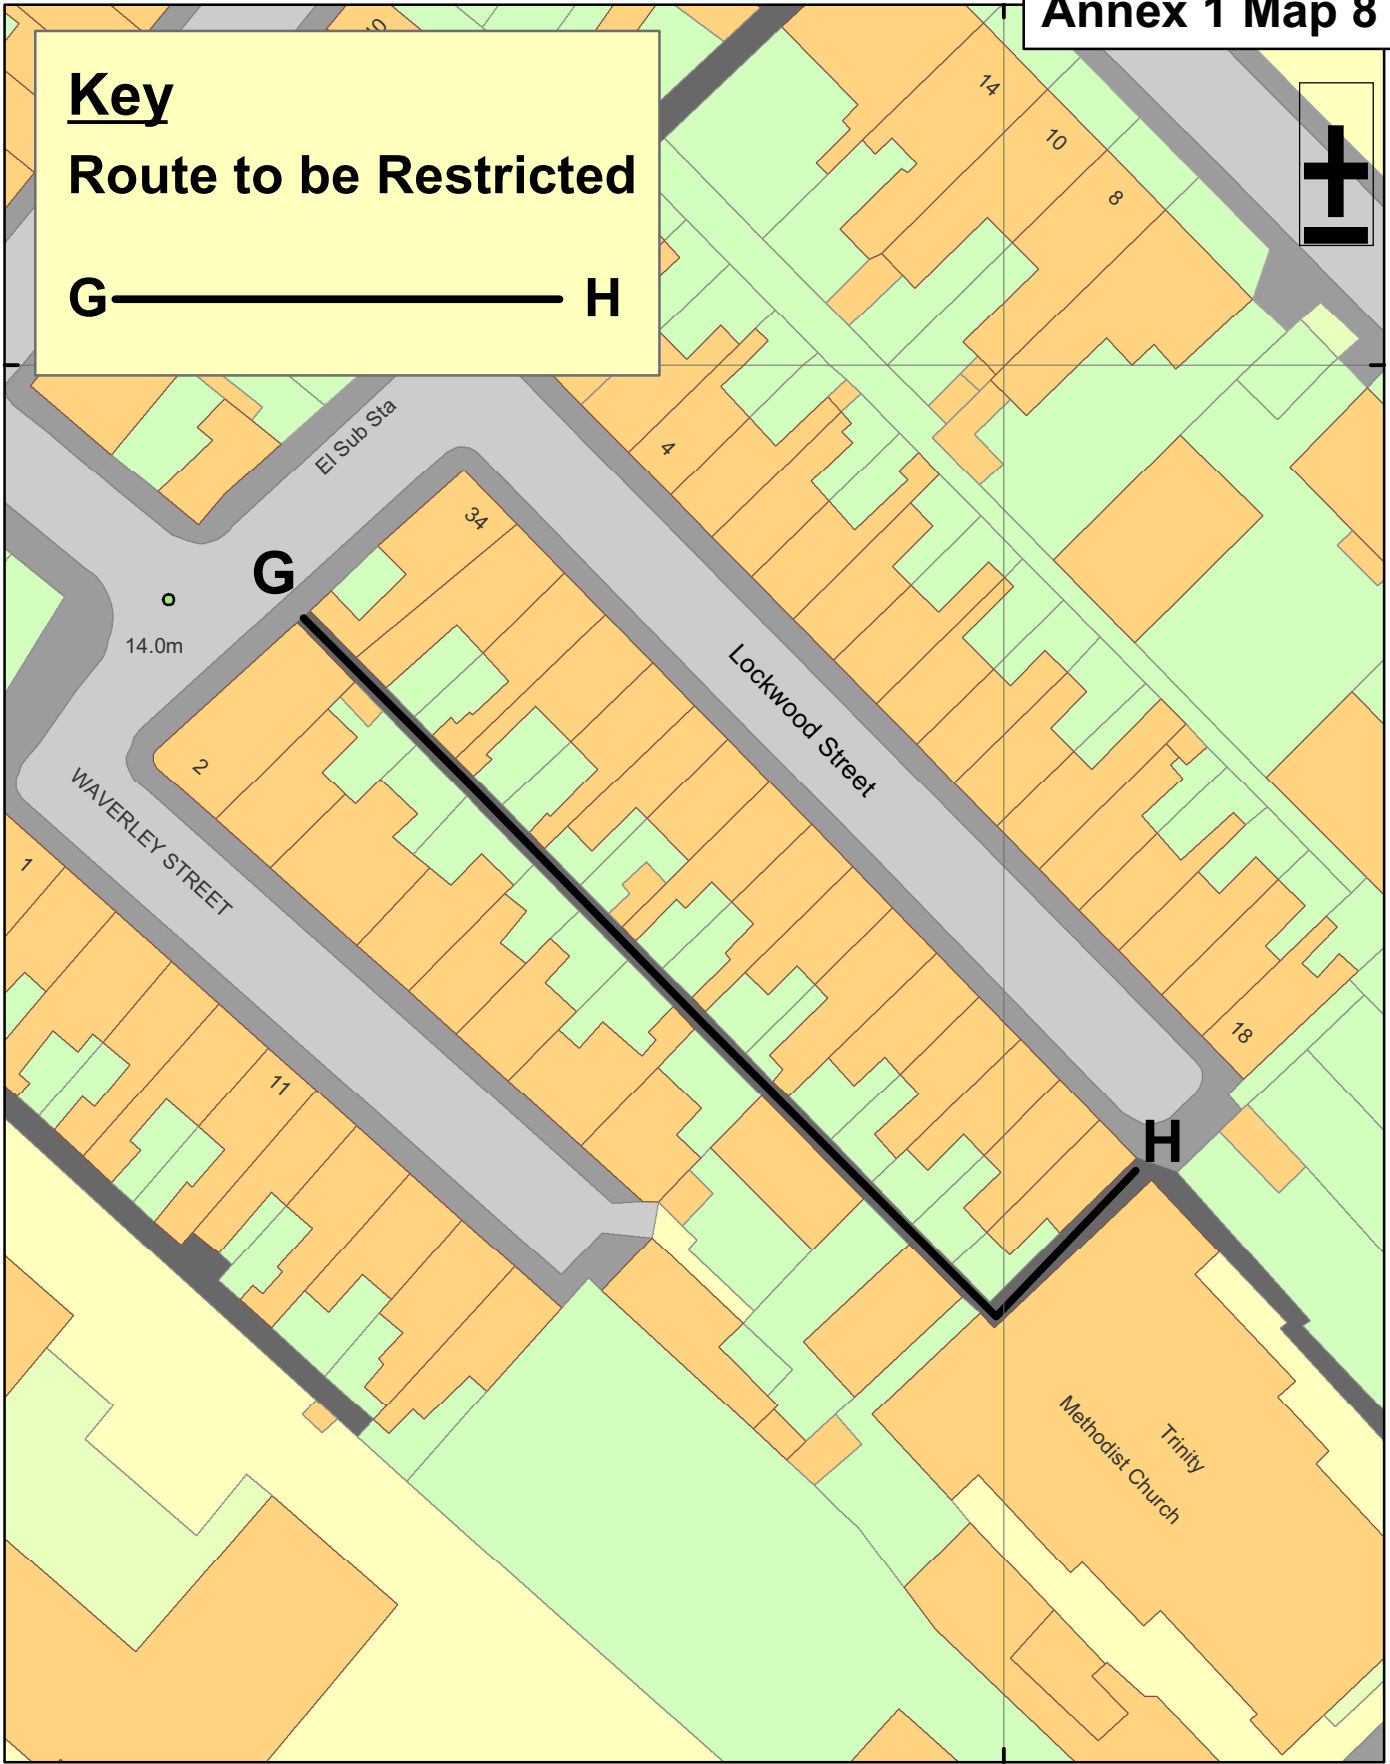 Annex 1 Map 8
Key
Route to be Restricted
G H
14
10
8
El Sub Sta
4
34
G
14.0m
Lockwood Street
2
WAVERLEY STREET
1
18
11
H
Trinity
Methodist Church